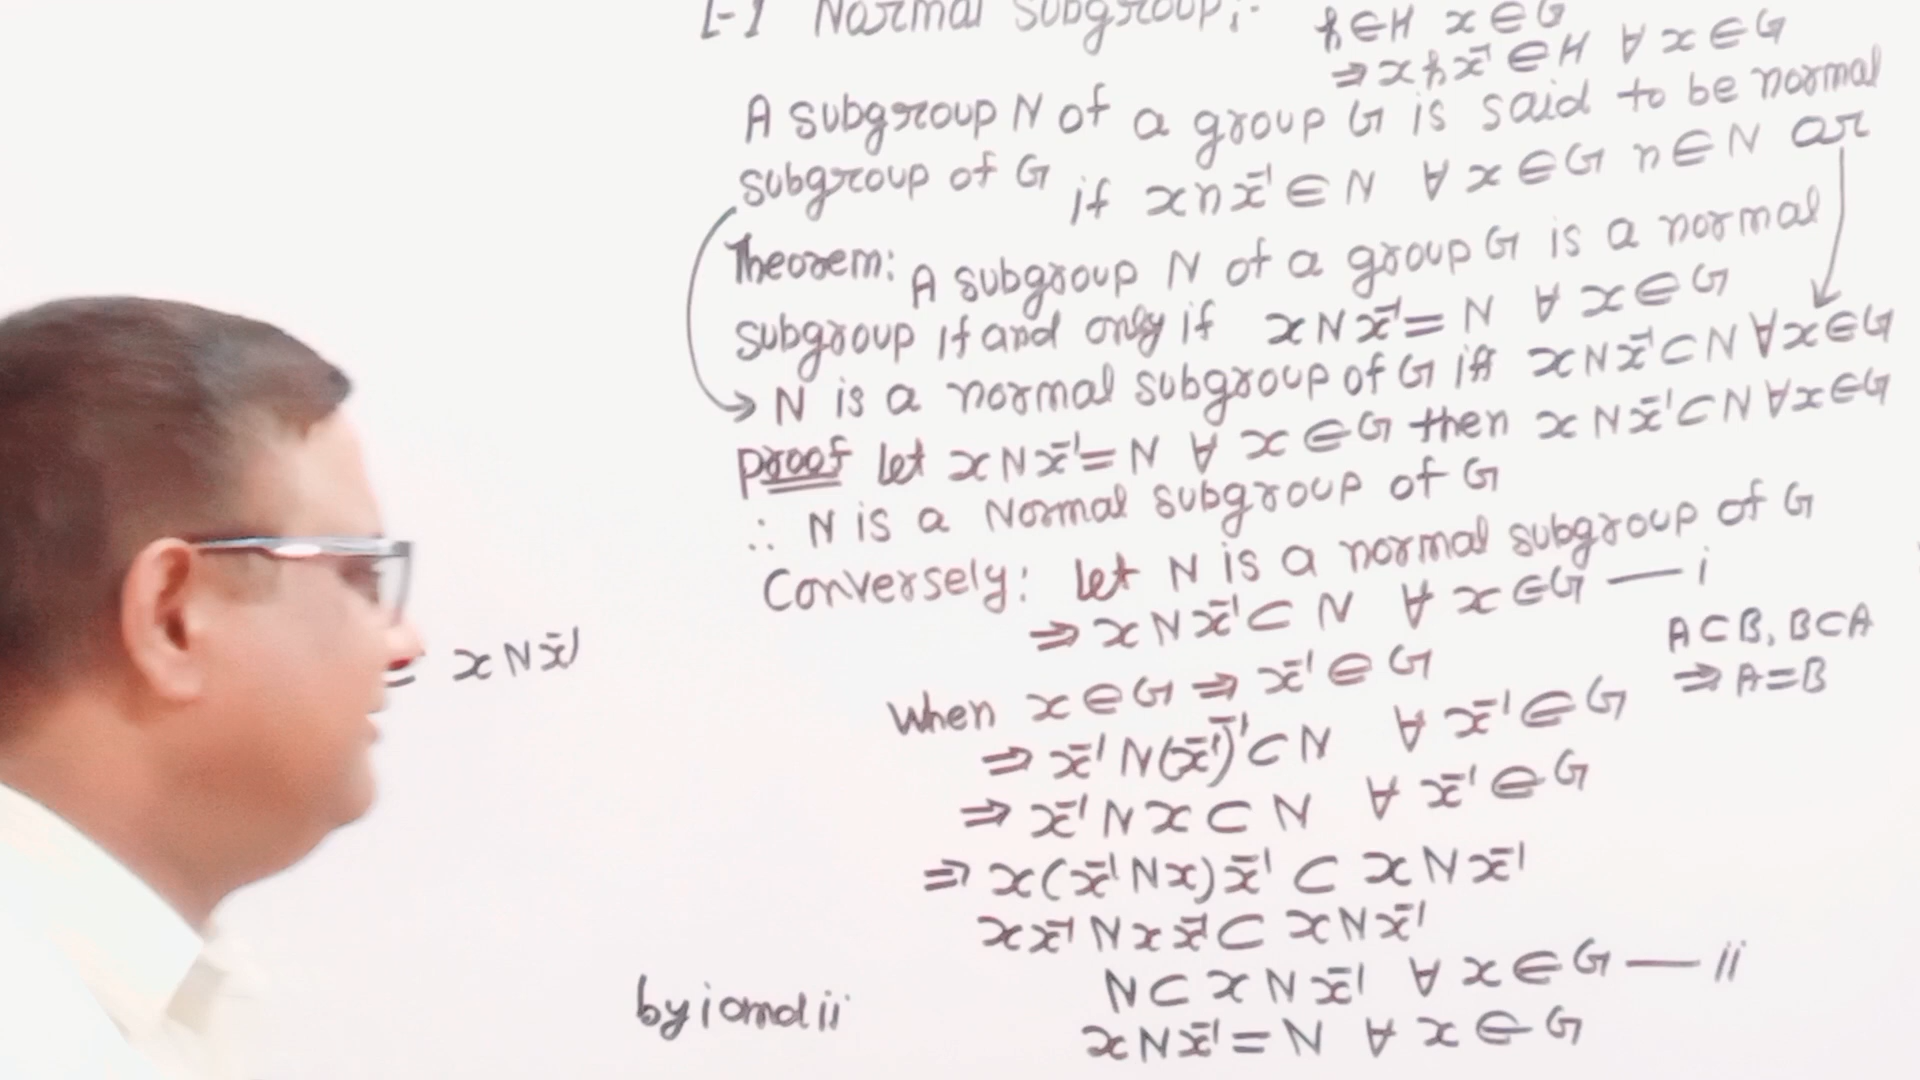 [-] Normal Subgroup:-
h∈H x∈G
⇒ xhx⁻¹∈H ∀ x∈G
A subgroup N of a group G is said to be normal
subgroup of G if xnx⁻¹∈N ∀ x∈G n∈N or
Theorem: A subgroup N of a group G is a normal
subgroup if and only if xNx⁻¹=N ∀ x∈G
→ N is a normal subgroup of G iff xNx⁻¹⊂N ∀x∈G
proof let xNx⁻¹=N ∀ x∈G then xNx⁻¹⊂N ∀x∈G
∴ N is a Normal subgroup of G
Conversely: let N is a normal subgroup of G
⇒ xNx⁻¹⊂N ∀ x∈G — i
A⊂B, B⊂A
⇒ A=B
= xNx⁻¹
when x∈G ⇒ x⁻¹∈G
⇒ x⁻¹N(x⁻¹)⁻¹⊂N ∀ x⁻¹∈G
⇒ x⁻¹Nx⊂N ∀ x⁻¹∈G
⇒ x(x⁻¹Nx)x⁻¹⊂xNx⁻¹
xx⁻¹Nxx⁻¹⊂xNx⁻¹
N⊂xNx⁻¹ ∀ x∈G — ii
by i and ii xNx⁻¹=N ∀ x∈G